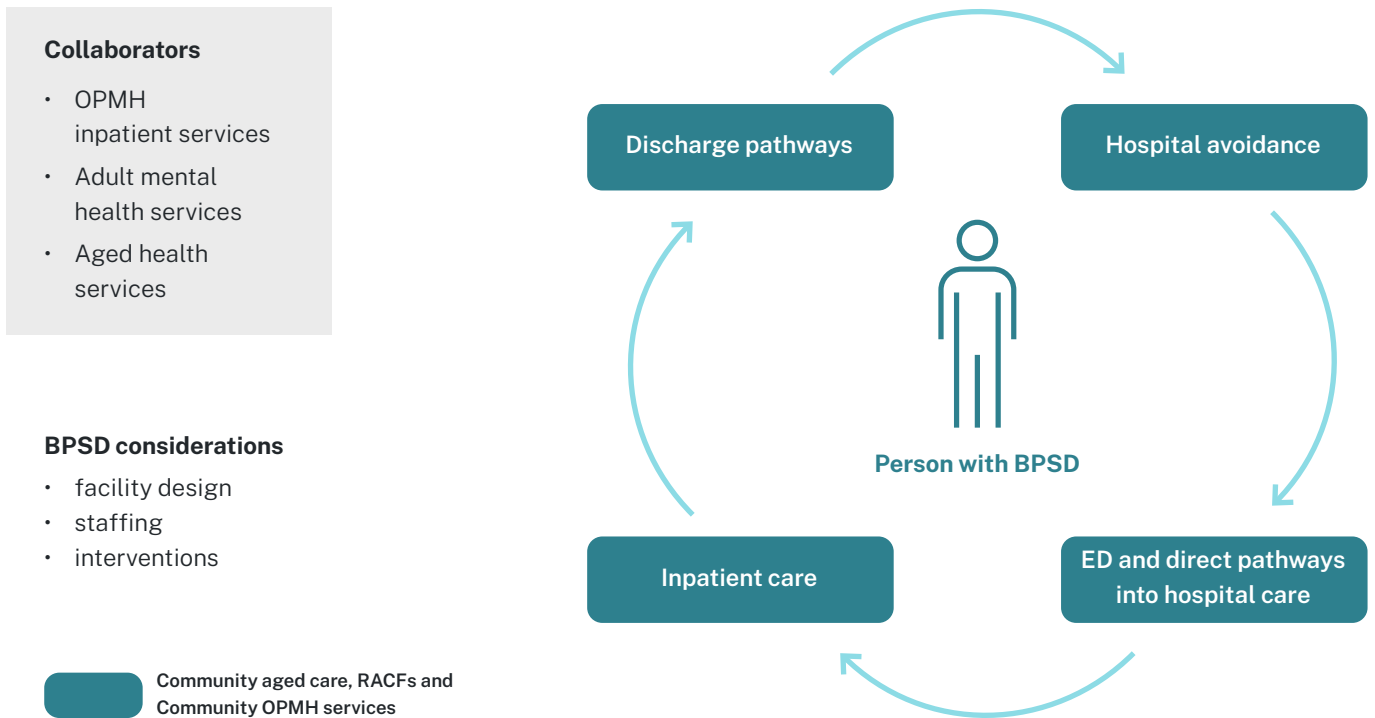 Collaborators
• OPMH
inpatient services
• Adult mental
health services
• Aged health
services
BPSD considerations
• facility design
• staffing
• interventions
Community aged care, RACFs and
Community OPMH services
Discharge pathways
Hospital avoidance
Person with BPSD
Inpatient care
ED and direct pathways
into hospital care